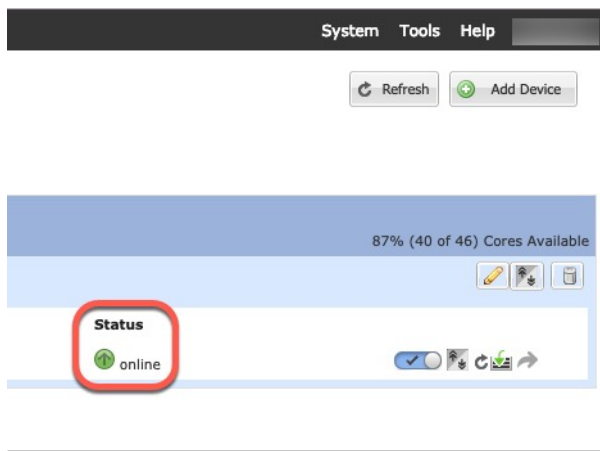 System Tools Help
Refresh Add Device
87% (40 of 46) Cores Available
Status
online